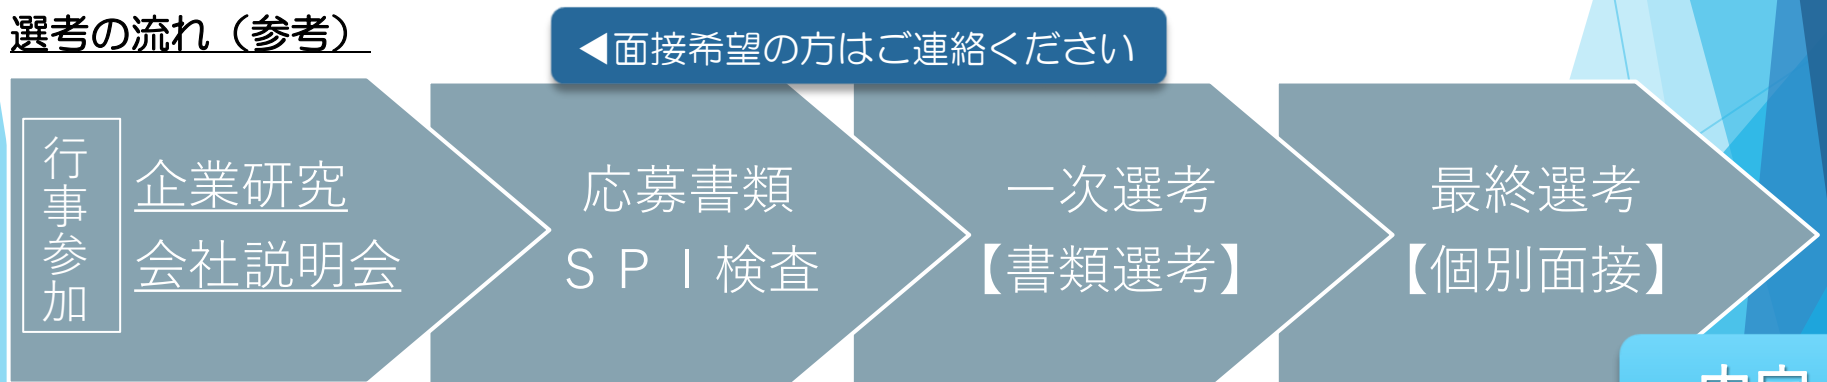 選考の流れ（参考）
◀面接希望の方はご連絡ください
行事参加
企業研究
会社説明会
応募書類
ＳＰＩ検査
一次選考
【書類選考】
最終選考
【個別面接】